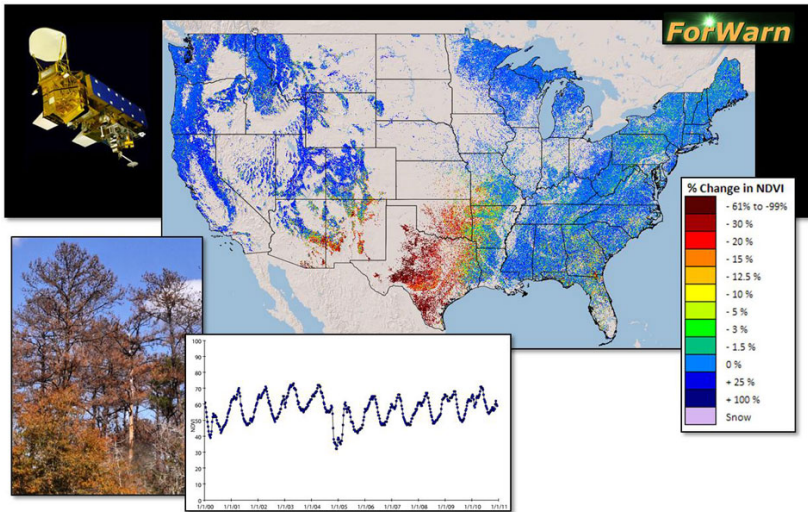 ForWarn
% Change in NDVI
- 61% to -99%
- 30 %
- 20 %
- 15 %
- 12.5 %
- 10 %
- 5 %
- 3 %
- 1.5 %
0 %
+ 25 %
+ 100 %
Snow
100
90
80
70
60
50
40
30
20
10
0
NDVI
1/1/00 1/1/01 1/1/02 1/1/03 1/1/04 1/1/05 1/1/06 1/1/07 1/1/08 1/1/09 1/1/10 1/1/11